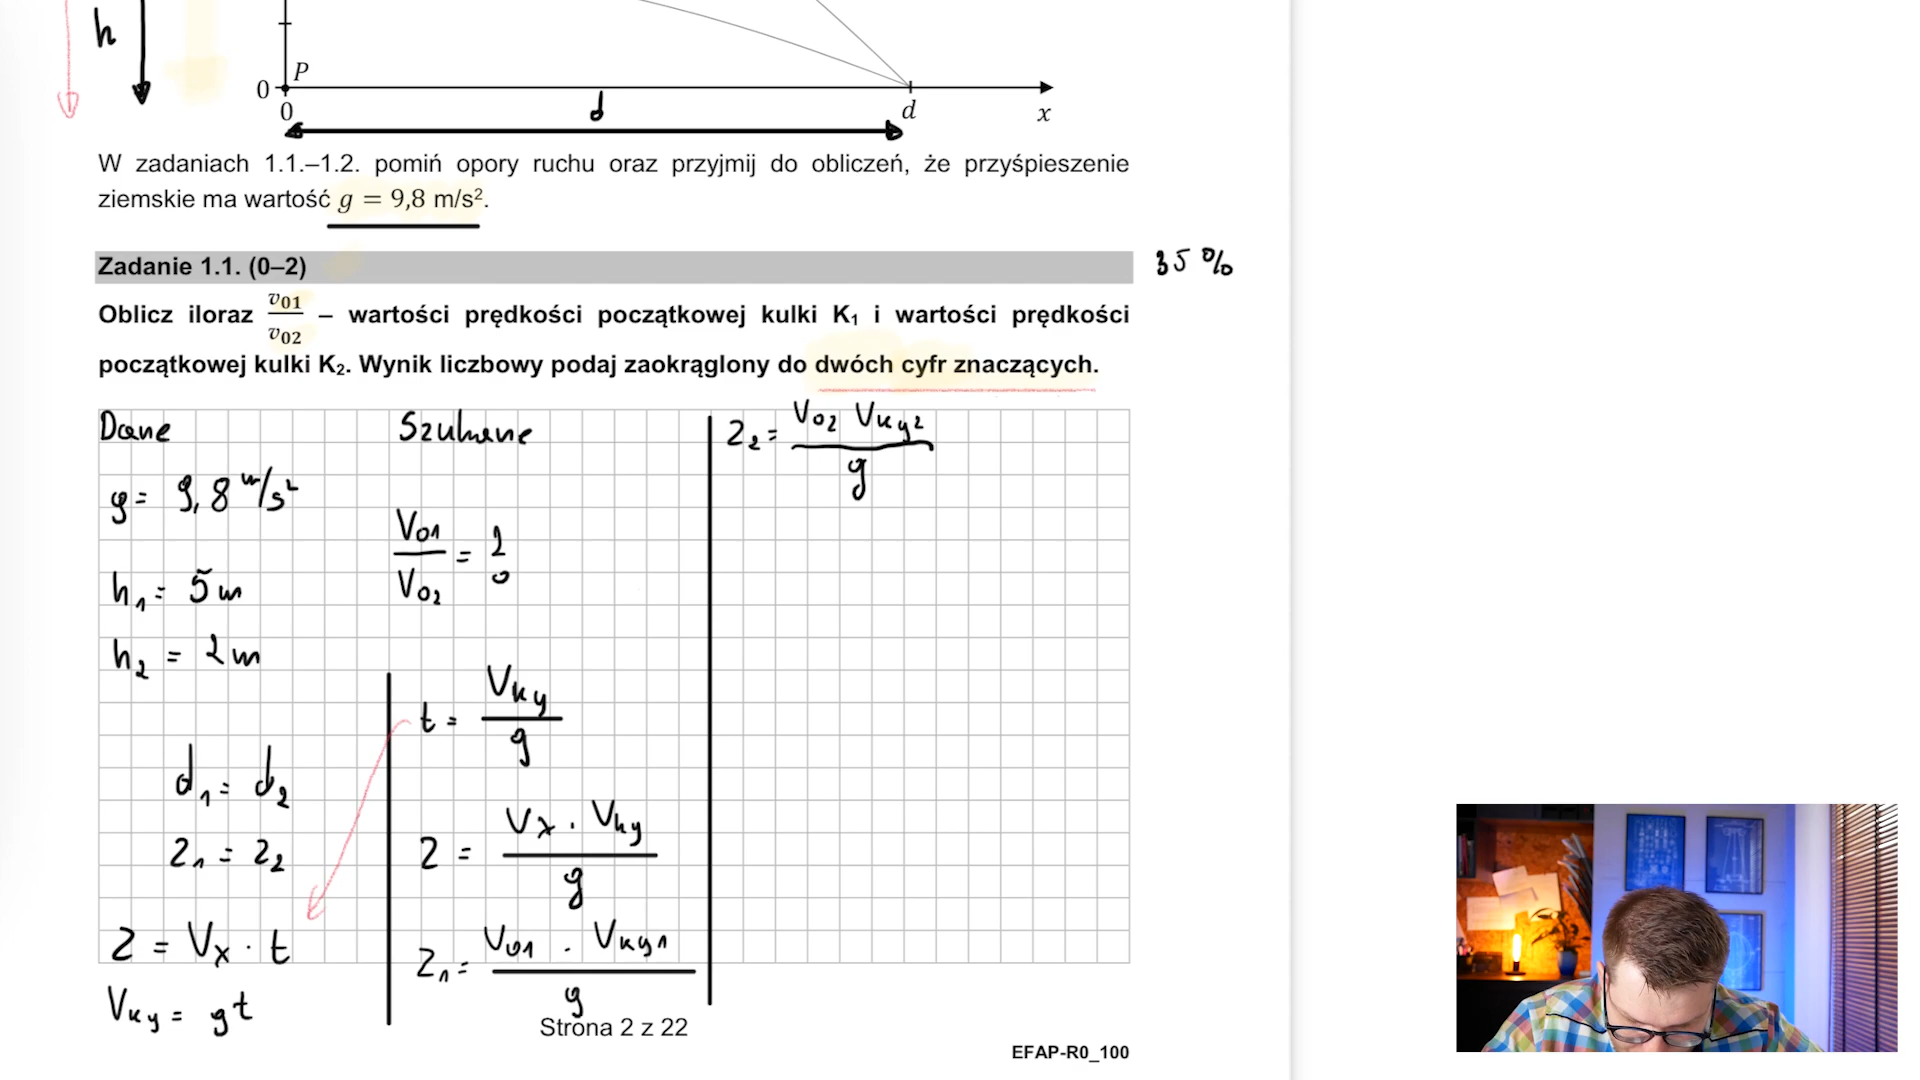 h
P
0
0
d
d
x
W zadaniach 1.1.–1.2. pomiń opory ruchu oraz przyjmij do obliczeń, że przyśpieszenie
ziemskie ma wartość g = 9,8 m/s².
Zadanie 1.1. (0–2)
35 %
Oblicz iloraz v01/v02 – wartości prędkości początkowej kulki K₁ i wartości prędkości
początkowej kulki K₂. Wynik liczbowy podaj zaokrąglony do dwóch cyfr znaczących.
Dane
g = 9,8 m/s²
h₁ = 5 m
h₂ = 2 m
d₁ = d₂
z₁ = z₂
z = Vx · t
Vky = gt
Szukane
V01/V02 = ?
t = Vky/g
z = Vx · Vky/g
z₁ = V01 · Vky1/g
z₂ = V02 Vky2/g
Strona 2 z 22
EFAP-R0_100